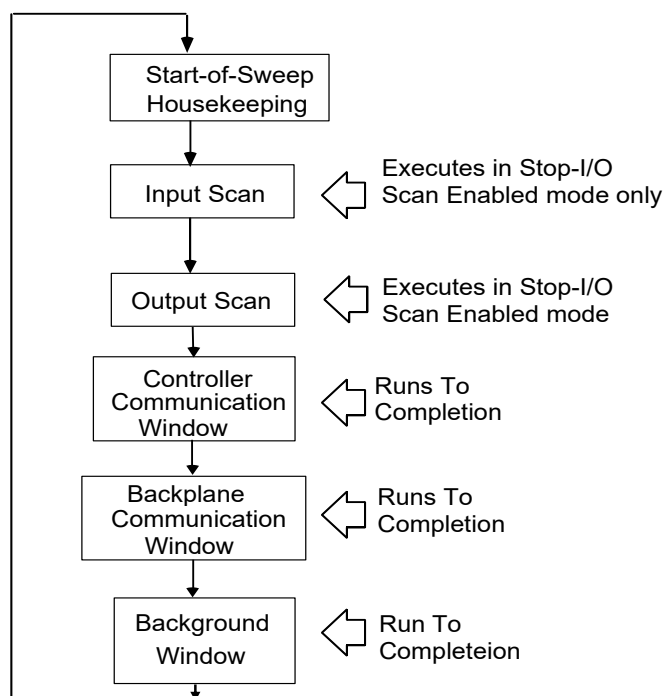 Start-of-Sweep
Housekeeping
Input Scan
Executes in Stop-I/O
Scan Enabled mode only
Output Scan
Executes in Stop-I/O
Scan Enabled mode
Controller
Communication
Window
Runs To
Completion
Backplane
Communication
Window
Runs To
Completion
Background
Window
Run To
Completeion